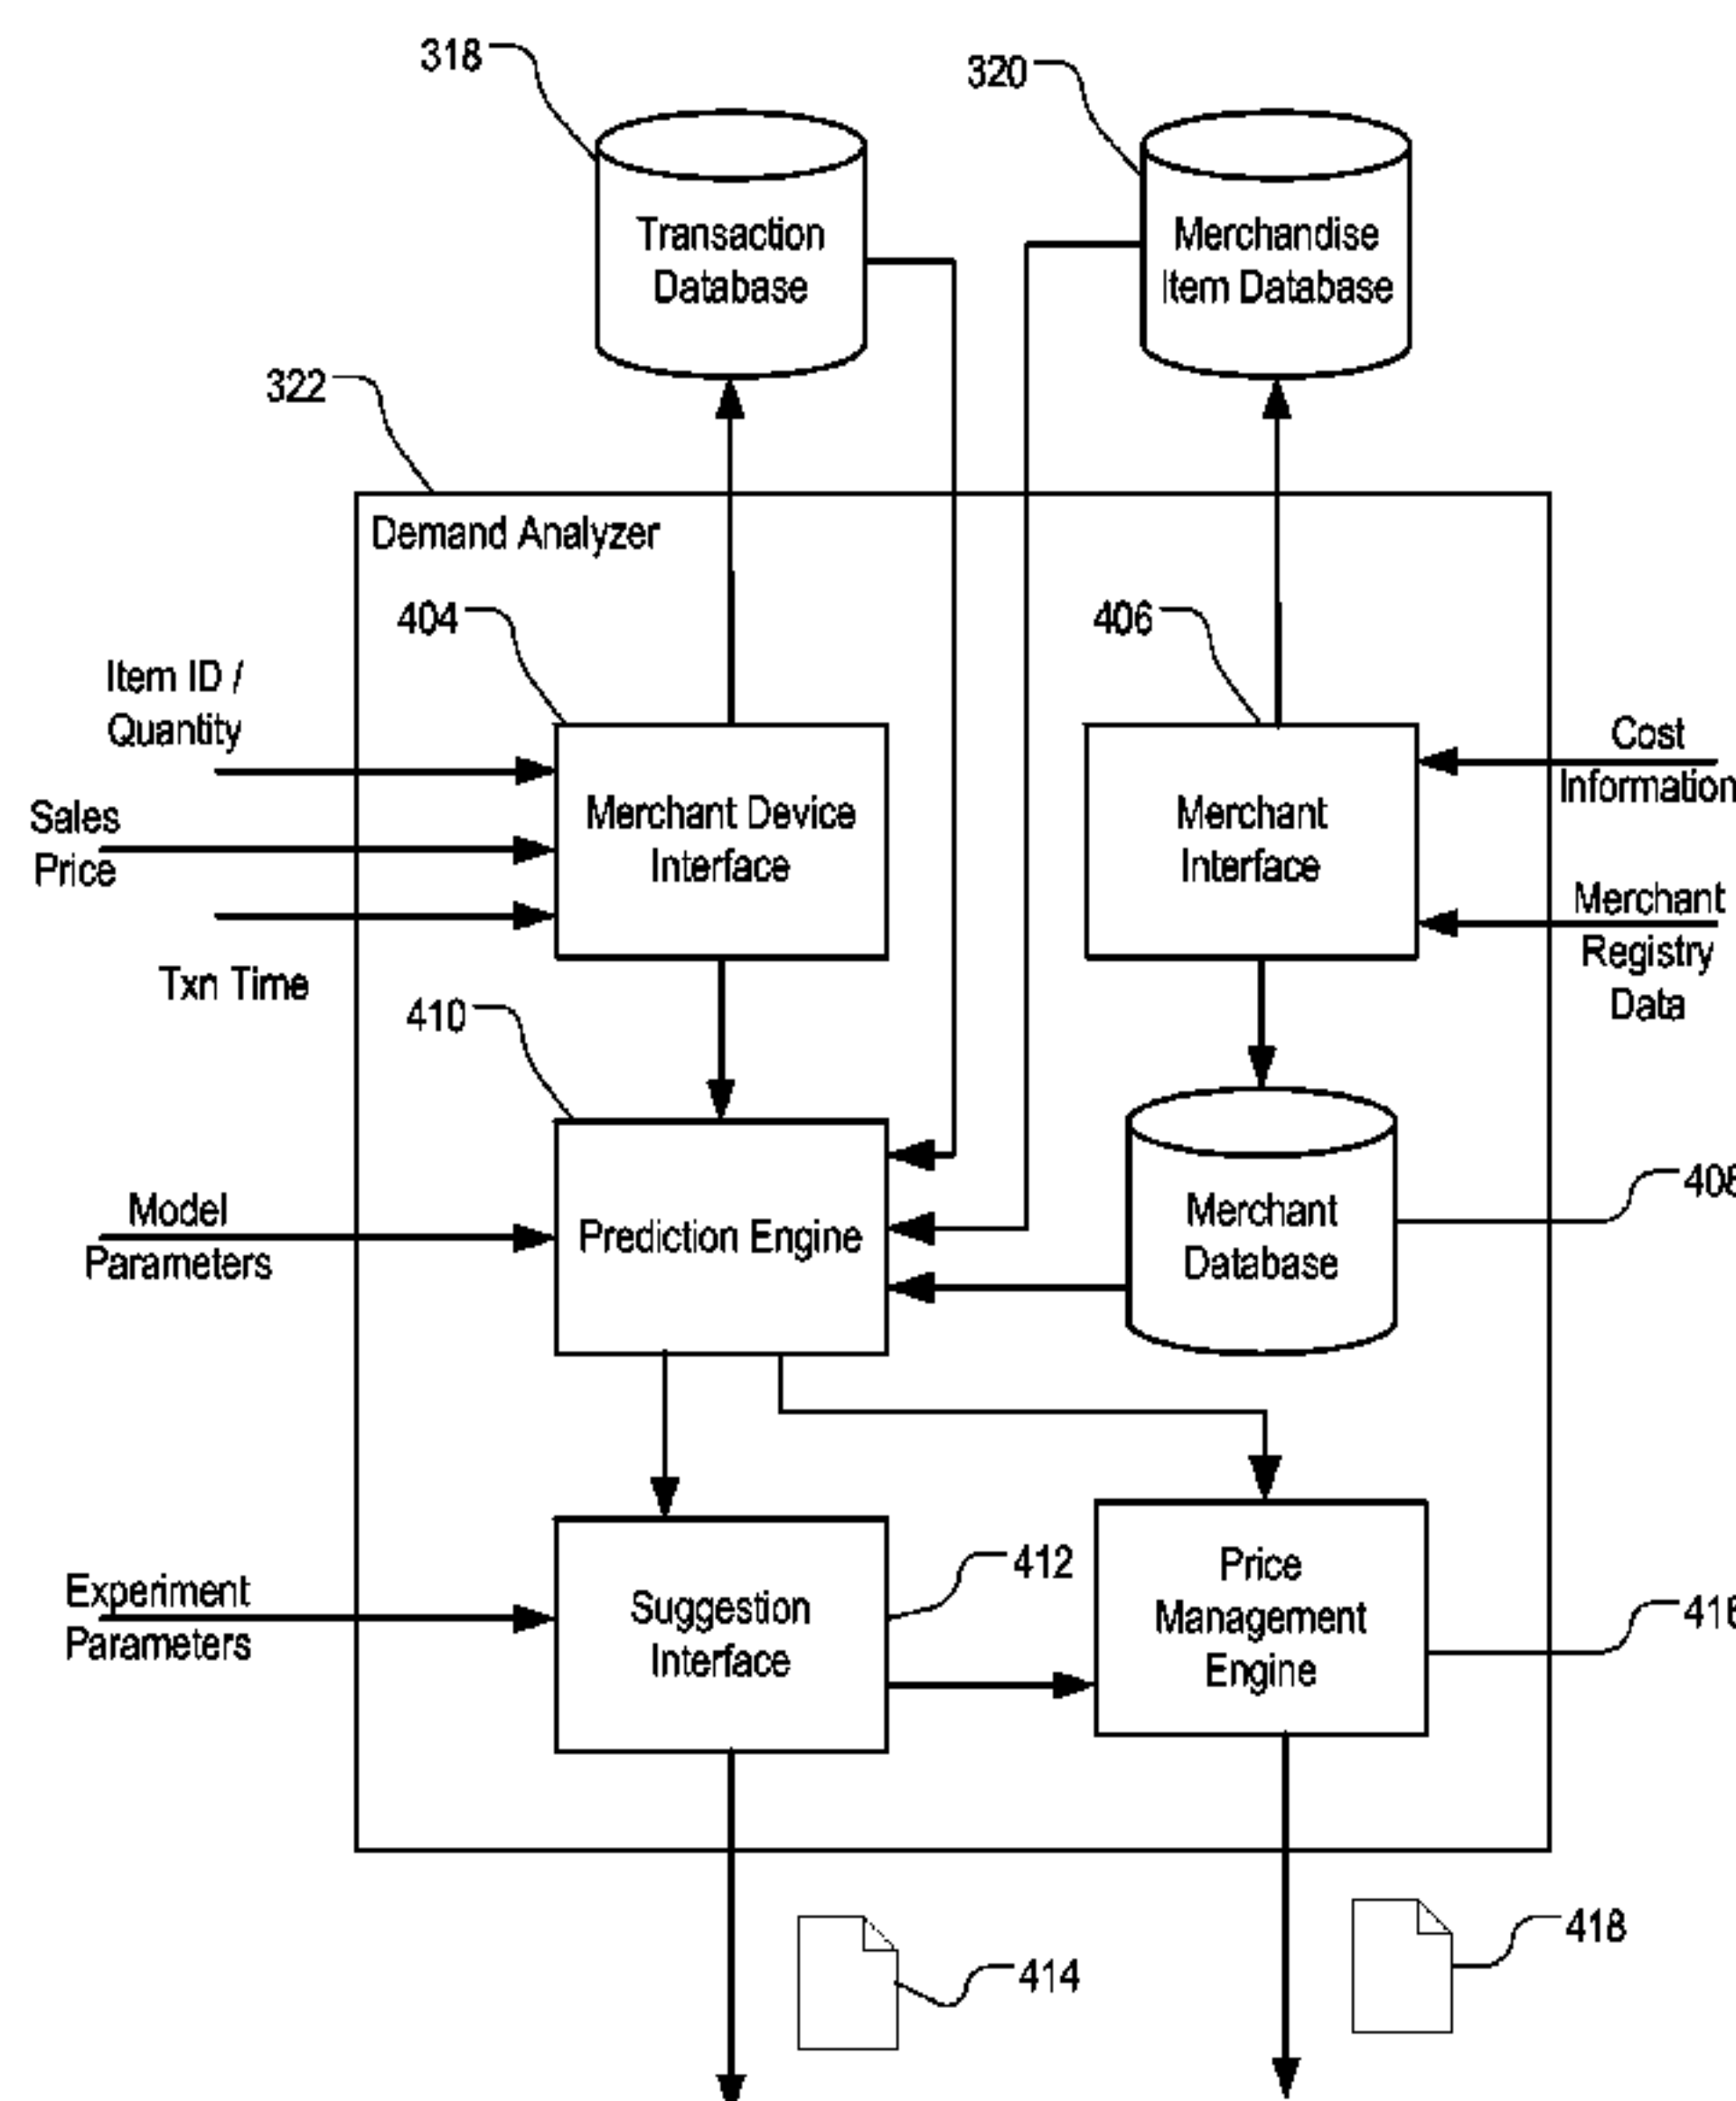 318
320
Transaction
Database
Merchandise
Item Database
322
Demand Analyzer
404
406
Item ID /
Quantity
Sales
Price
Txn Time
Merchant Device
Interface
Merchant
Interface
Cost
Information
Merchant
Registry
Data
410
Model
Parameters
Prediction Engine
Merchant
Database
408
Experiment
Parameters
Suggestion
Interface
412
Price
Management
Engine
416
414
418